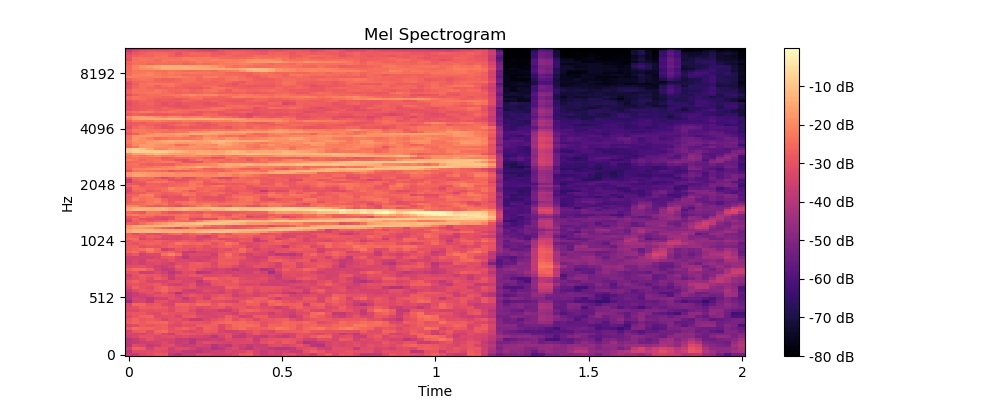 Mel Spectrogram
Hz
8192
4096
2048
1024
512
0
0
0.5
1
1.5
2
Time
-10 dB
-20 dB
-30 dB
-40 dB
-50 dB
-60 dB
-70 dB
-80 dB